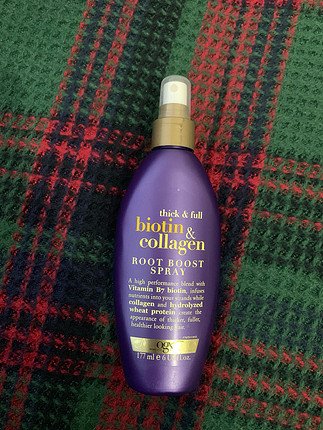 thick & full
biotin &
collagen
ROOT BOOST
SPRAY
A high performance blend with
Vitamin B7 biotin, infuses
nutrients into your strands while
collagen and hydrolyzed
wheat protein create the
appearance of thicker, fuller,
healthier looking hair.
ogx
177 ml e 6 fl oz